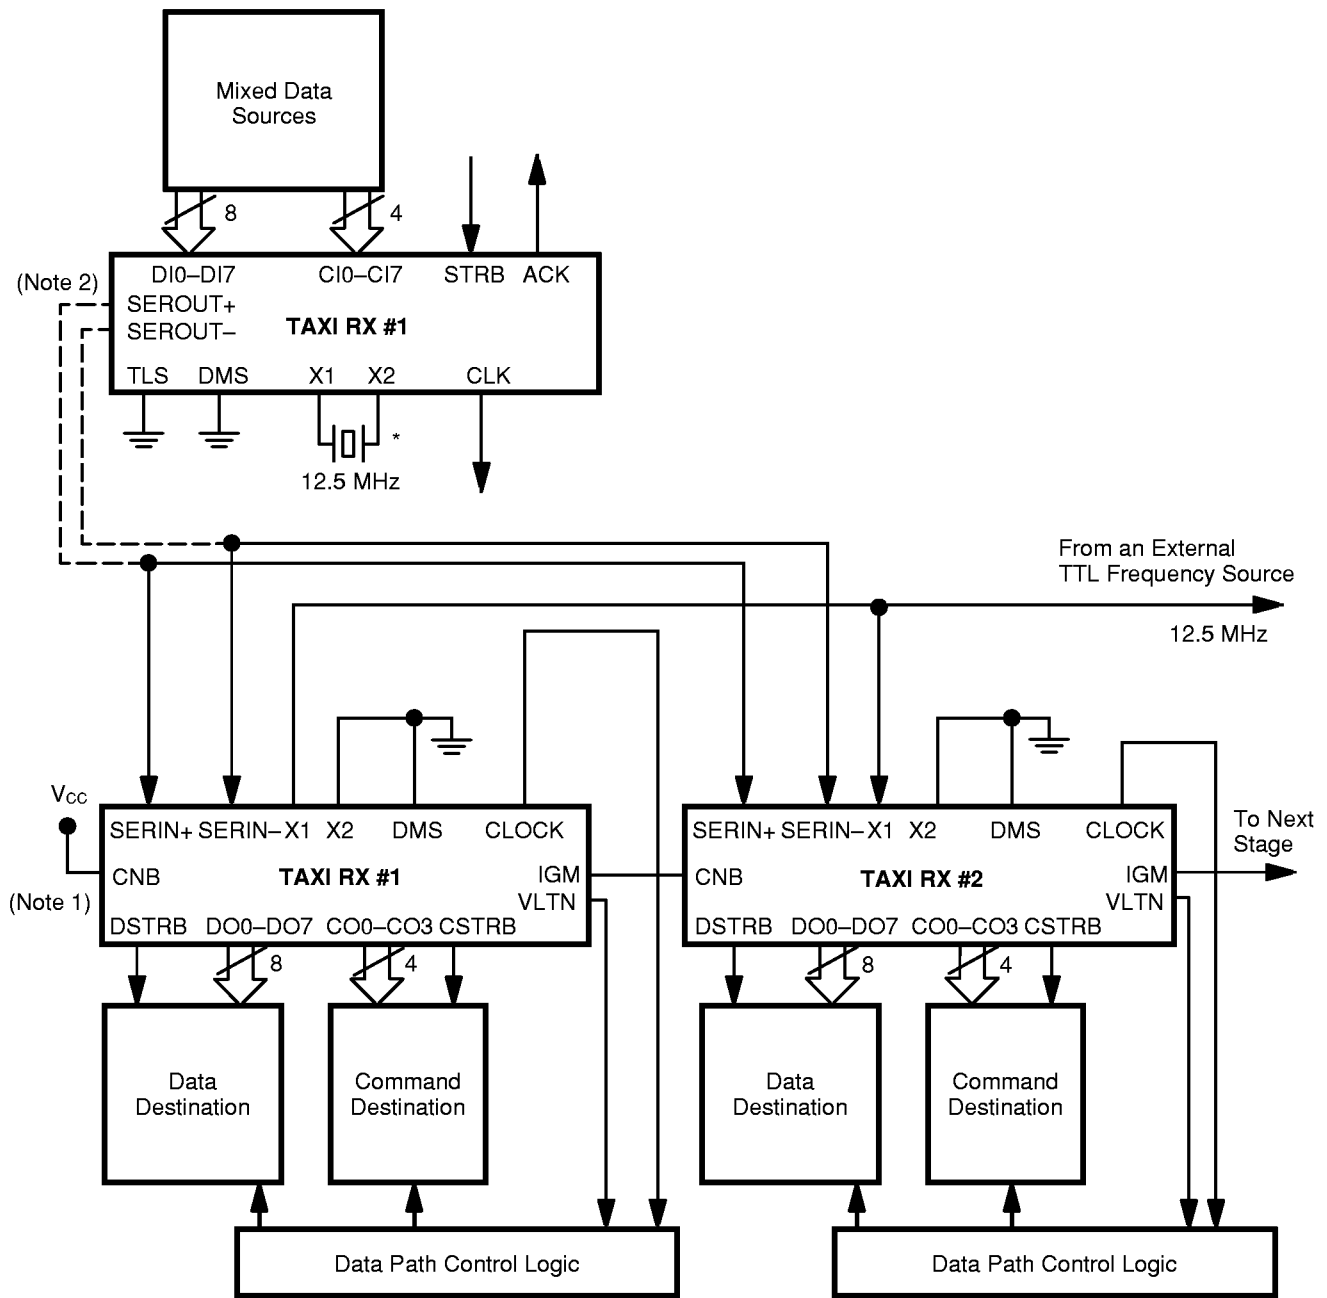 Mixed Data
Sources
8
4
(Note 2)
DI0–DI7 CI0–CI7 STRB ACK
SEROUT+
SEROUT–
TAXI RX #1
TLS DMS X1 X2 CLK
*
12.5 MHz
From an External
TTL Frequency Source
12.5 MHz
VCC
SERIN+ SERIN– X1 X2 DMS CLOCK
CNB TAXI RX #1 IGM
VLTN
(Note 1)
DSTRB DO0–DO7 CO0–CO3 CSTRB
8
4
SERIN+ SERIN– X1 X2 DMS CLOCK
CNB TAXI RX #2 IGM
VLTN
DSTRB DO0–DO7 CO0–CO3 CSTRB
To Next
Stage
8
4
Data
Destination
Command
Destination
Data
Destination
Command
Destination
Data Path Control Logic
Data Path Control Logic